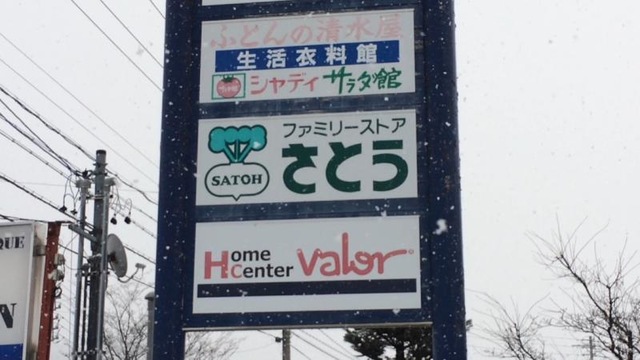 ふとんの清水屋
生活衣料館
シャディ サラダ館
ファミリーストア
さとう
SATOH
Home
Center
Valor
QUE